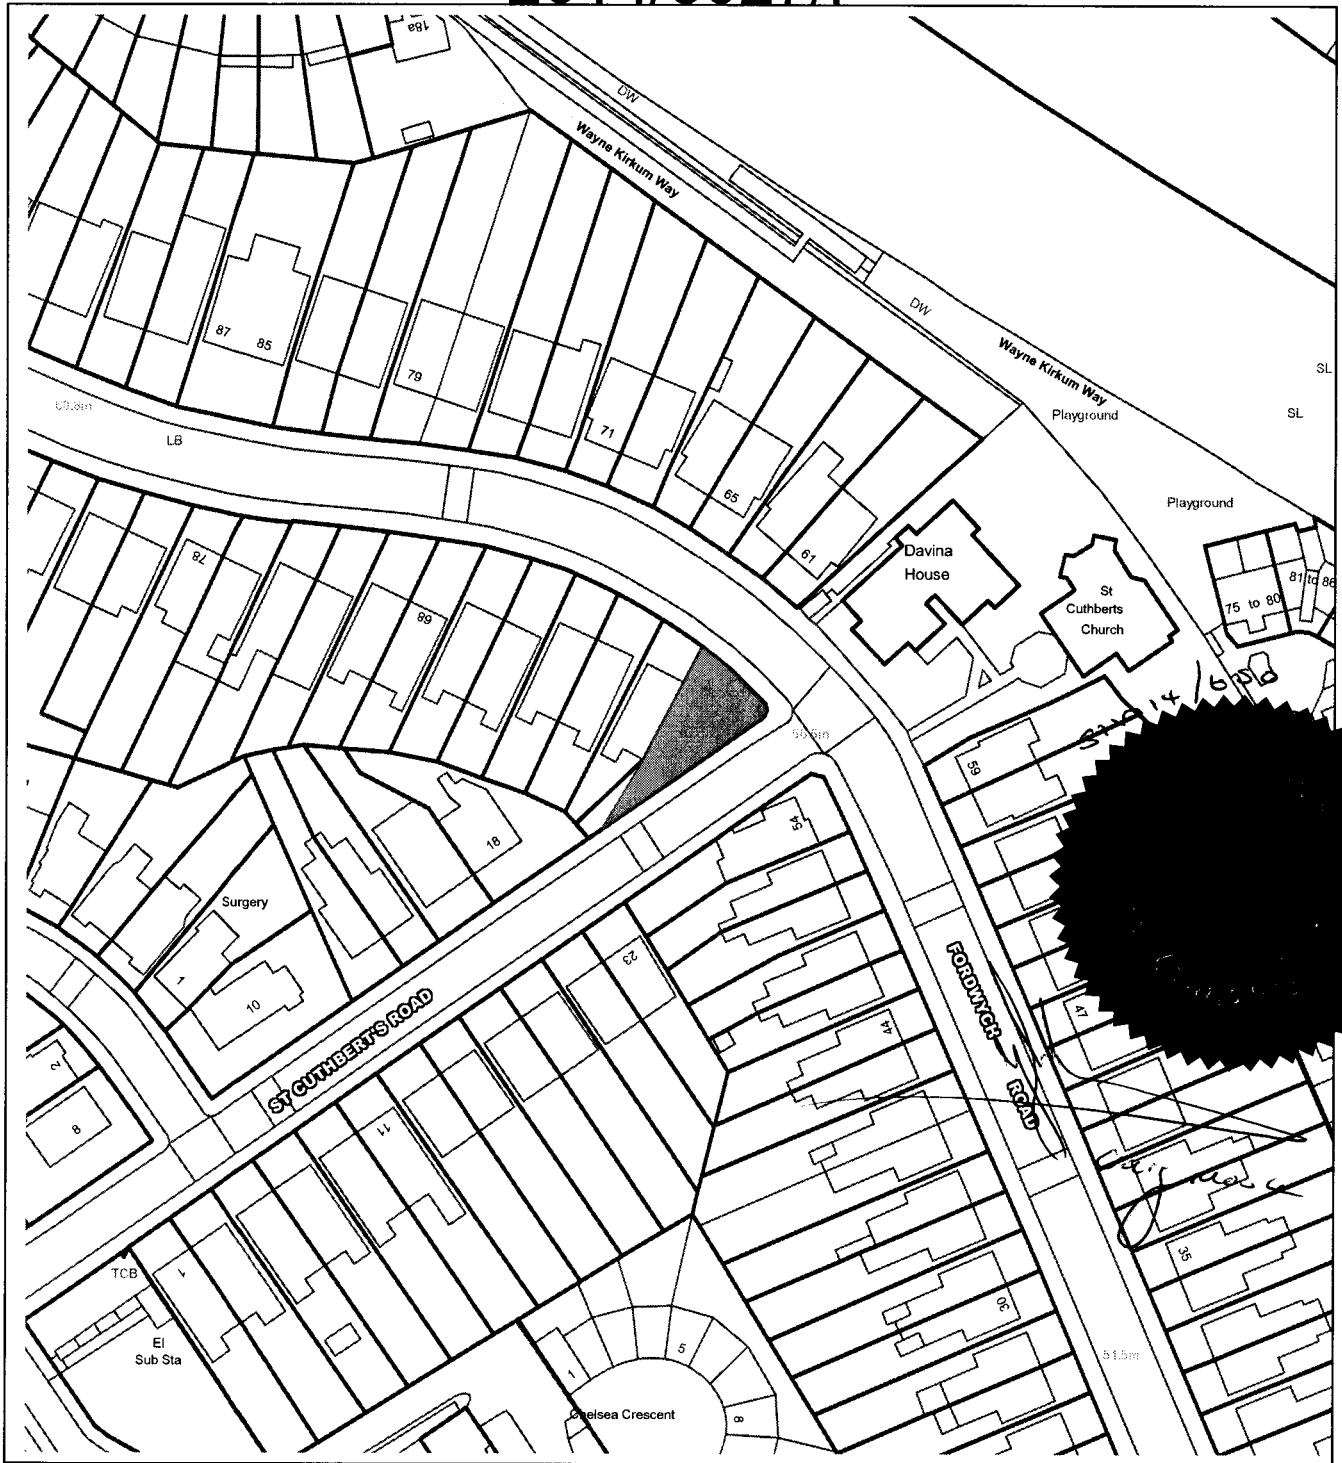 18a
DW
Wayne Kirkum Way
DW
Wayne Kirkum Way
SL
Playground
SL
87
85
79
71
65
61
60.8m
LB
Playground
Davina
House
St
Cuthberts
Church
75 to 80
81 to 86
78
68
56.6m
59
54
18
Surgery
1
10
23
44
47
FORDWYCH
ROAD
ST CUTHBERT'S ROAD
2
8
11
1
TCB
El
Sub Sta
35
30
51.5m
1
5
8
Chelsea Crescent